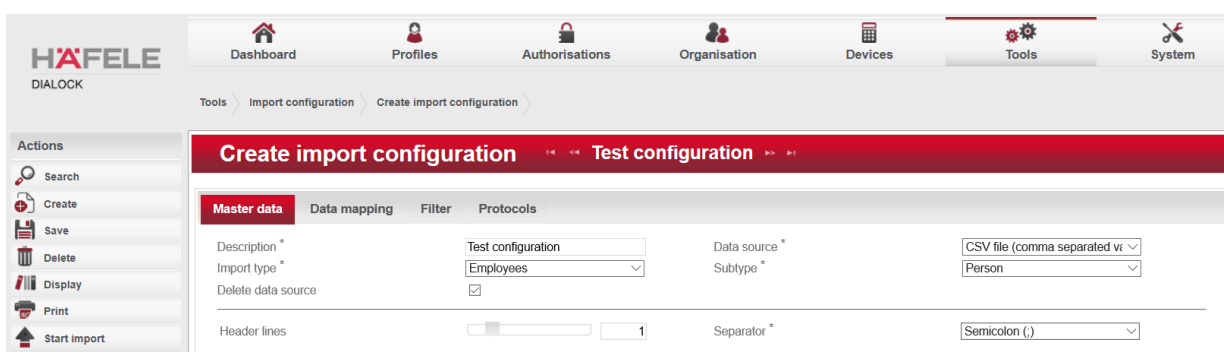 HÄFELE
DIALOCK
Dashboard
Profiles
Authorisations
Organisation
Devices
Tools
System
Tools
Import configuration
Create import configuration
Actions
Search
Create
Save
Delete
Display
Print
Start import
Create import configuration
Test configuration
Master data
Data mapping
Filter
Protocols
Description *
Test configuration
Data source *
CSV file (comma separated va
Import type *
Employees
Subtype *
Person
Delete data source
Header lines
1
Separator *
Semicolon (;)